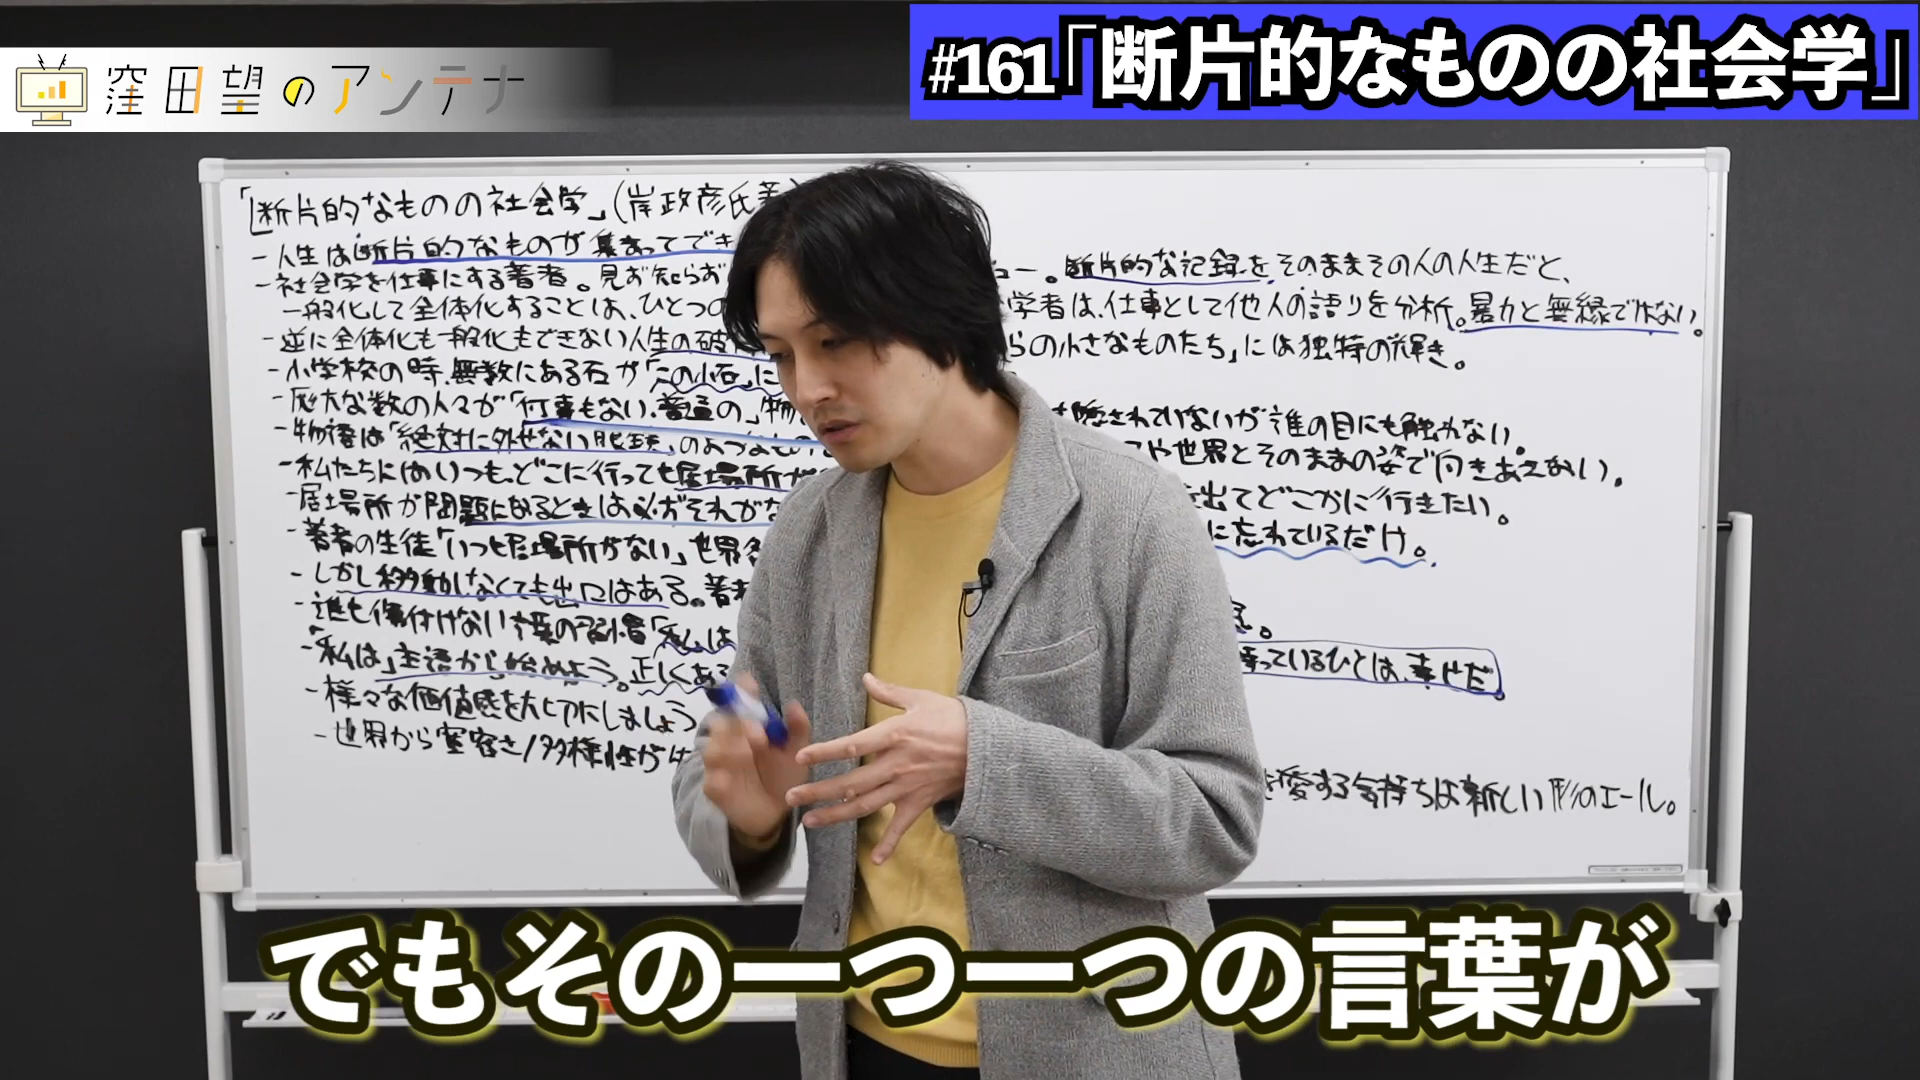 窪田望のアンテナ
#161「断片的なものの社会学」
「断片的なものの社会学」(岸政彦氏著)
- 人生は断片的なものが集まってでき
ュー。断片的な記録を そのままその人の人生だと、
- 社会学を仕事にする著者。見ず知らず
一般化して全体化することは、ひとつの
学者は、仕事として他人の語りを分析。暴力と無縁ではない。
- 逆に全体化も一般化もできない人生の破
らの小さなものたち」には独特の輝き。
- 小学校の時、無数にある石が「この小石」に
- 膨大な数の人々が「何事もない、普通の」物
隠されていないが誰の目にも触れない。
- 物語は「絶対に外せない眼球」のようなもの
や世界とそのままの姿で向きあえない。
- 私たちにはいつも、どこに行っても居場所が
を出てどこかに行きたい。
- 居場所が問題になるときは必ずそれがな
に忘れているだけ。
- 著者の生徒「いつも居場所がない」世界各
- しかし移動しなくても出口はある。著者
- 誰も傷付けない言葉の「私は
「私は」主語から始めよう。正しくある
っているひとは、幸せだ。
- 様々な価値感を大切にしましょう
- 世界から寛容さ/多様性が
を愛する気持ちは新しい形のエール。
でもその一つ一つの言葉が